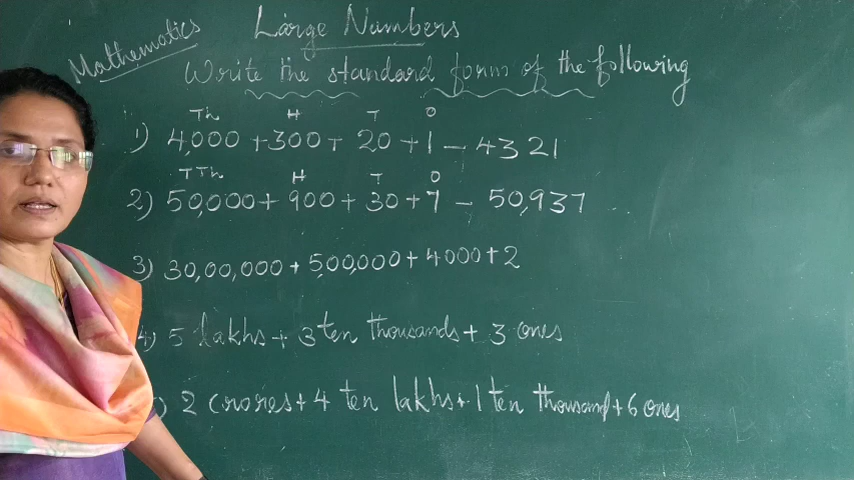 Mathematics
Large Numbers
Write the standard form of the following
Th H T O
1) 4,000 + 300 + 20 + 1 – 4321
T Th H T O
2) 50,000 + 900 + 30 + 7 – 50,937
3) 30,00,000 + 5,00,000 + 4000 + 2
4) 5 lakhs + 3 ten thousands + 3 ones
) 2 crores + 4 ten lakhs + 1 ten thousand + 6 ones